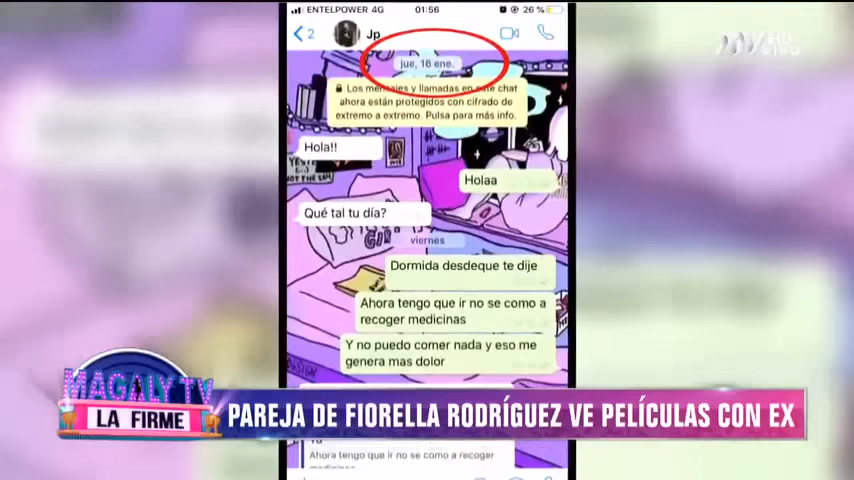 ENTELPOWER 4G
01:56
26 %
2
Jp
jue, 16 ene.
Los mensajes y llamadas en este chat
ahora están protegidos con cifrado de
extremo a extremo. Pulsa para más info.
Hola!!
Holaa
Qué tal tu día?
viernes
Dormida desdeque te dije
Ahora tengo que ir no se como a
recoger medicinas
Y no puedo comer nada y eso me
genera mas dolor
MAGALY TV
LA FIRME
PAREJA DE FIORELLA RODRÍGUEZ VE PELÍCULAS CON EX
Tú
Ahora tengo que ir no se como a recoger
medicinas